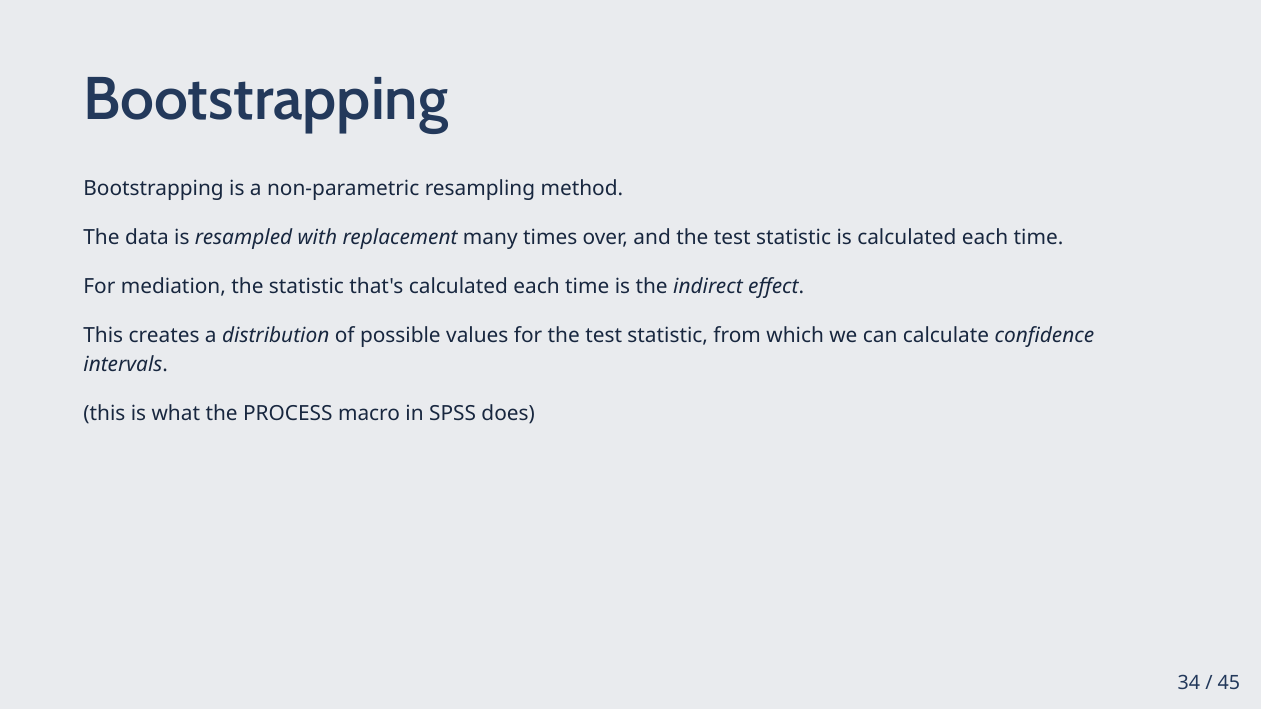 Bootstrapping
Bootstrapping is a non-parametric resampling method.
The data is resampled with replacement many times over, and the test statistic is calculated each time.
For mediation, the statistic that's calculated each time is the indirect effect.
This creates a distribution of possible values for the test statistic, from which we can calculate confidence
intervals.
(this is what the PROCESS macro in SPSS does)
34 / 45